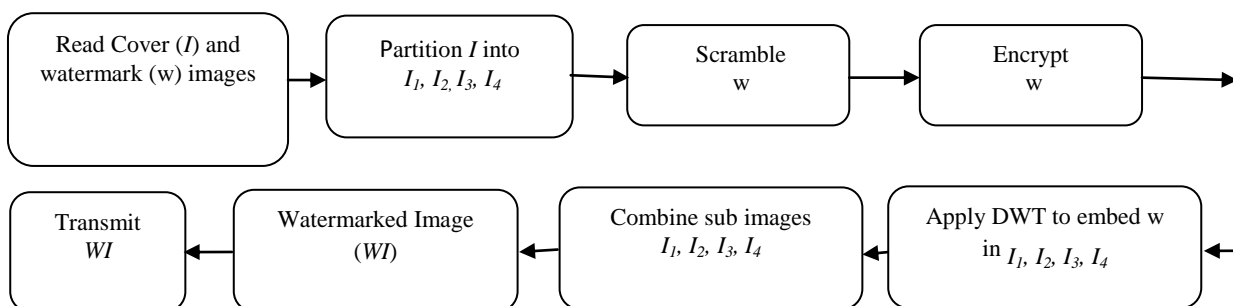 Read Cover (I) and
watermark (w) images
Partition I into
I1, I2, I3, I4
Scramble
w
Encrypt
w
Apply DWT to embed w
in I1, I2, I3, I4
Combine sub images
I1, I2, I3, I4
Watermarked Image
(WI)
Transmit
WI